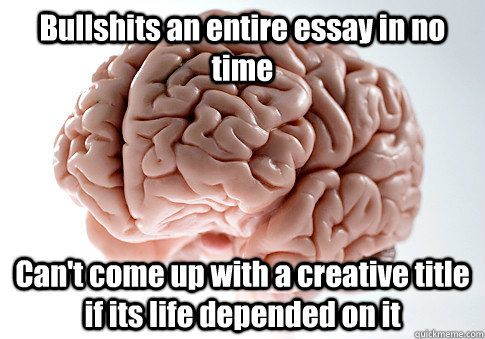 Bullshits an entire essay in no
time
Can't come up with a creative title
if its life depended on it
quickmeme.com